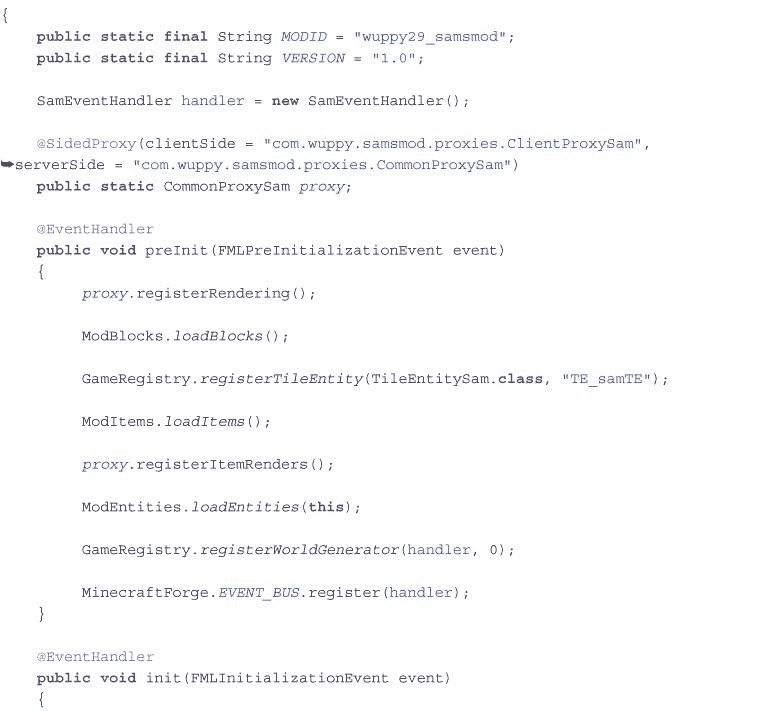 {
public static final String MODID = "wuppy29_samsmod";
public static final String VERSION = "1.0";
SamEventHandler handler = new SamEventHandler();
@SidedProxy(clientSide = "com.wuppy.samsmod.proxies.ClientProxySam",
➥serverSide = "com.wuppy.samsmod.proxies.CommonProxySam")
public static CommonProxySam proxy;
@EventHandler
public void preInit(FMLPreInitializationEvent event)
{
proxy.registerRendering();
ModBlocks.loadBlocks();
GameRegistry.registerTileEntity(TileEntitySam.class, "TE_samTE");
ModItems.loadItems();
proxy.registerItemRenders();
ModEntities.loadEntities(this);
GameRegistry.registerWorldGenerator(handler, 0);
MinecraftForge.EVENT_BUS.register(handler);
}
@EventHandler
public void init(FMLInitializationEvent event)
{